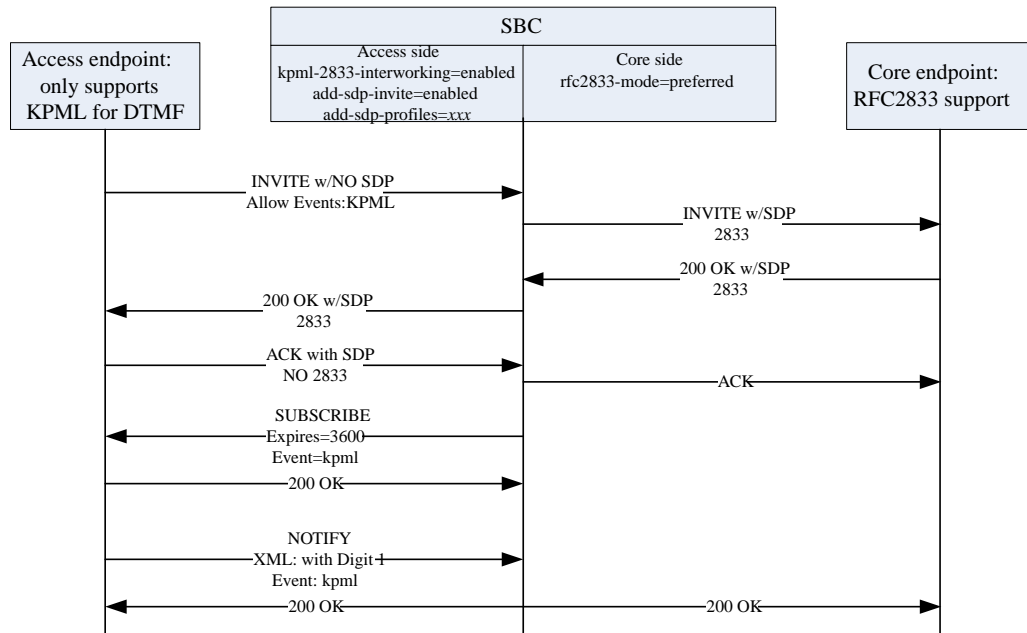 SBC
Access endpoint:
only supports
KPML for DTMF
Access side
kpml-2833-interworking=enabled
add-sdp-invite=enabled
add-sdp-profiles=xxx
Core side
rfc2833-mode=preferred
Core endpoint:
RFC2833 support
INVITE w/NO SDP
Allow Events:KPML
INVITE w/SDP
2833
200 OK w/SDP
2833
200 OK w/SDP
2833
ACK with SDP
NO 2833
ACK
SUBSCRIBE
Expires=3600
Event=kpml
200 OK
NOTIFY
XML: with Digit 1
Event: kpml
200 OK
200 OK